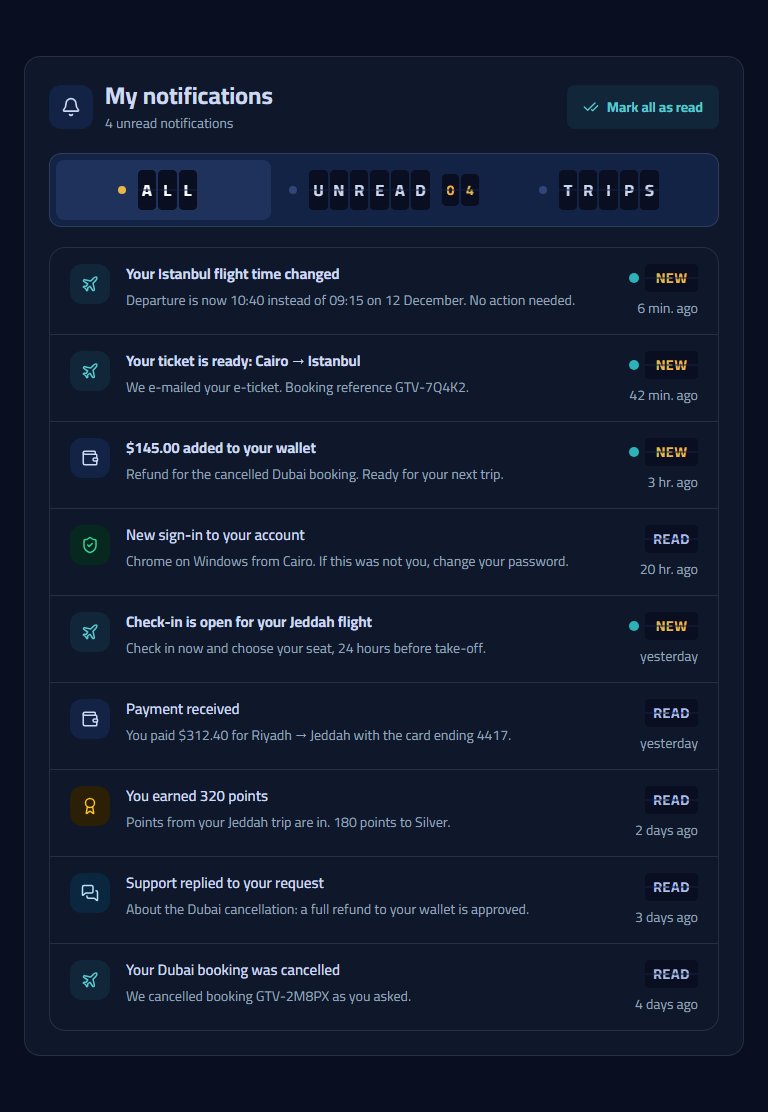 My notifications
4 unread notifications
Mark all as read
ALL
UNREAD 04
TRIPS
Your Istanbul flight time changed
NEW
Departure is now 10:40 instead of 09:15 on 12 December. No action needed.
6 min. ago
Your ticket is ready: Cairo → Istanbul
NEW
We e-mailed your e-ticket. Booking reference GTV-7Q4K2.
42 min. ago
$145.00 added to your wallet
NEW
Refund for the cancelled Dubai booking. Ready for your next trip.
3 hr. ago
New sign-in to your account
READ
Chrome on Windows from Cairo. If this was not you, change your password.
20 hr. ago
Check-in is open for your Jeddah flight
NEW
Check in now and choose your seat, 24 hours before take-off.
yesterday
Payment received
READ
You paid $312.40 for Riyadh → Jeddah with the card ending 4417.
yesterday
You earned 320 points
READ
Points from your Jeddah trip are in. 180 points to Silver.
2 days ago
Support replied to your request
READ
About the Dubai cancellation: a full refund to your wallet is approved.
3 days ago
Your Dubai booking was cancelled
READ
We cancelled booking GTV-2M8PX as you asked.
4 days ago